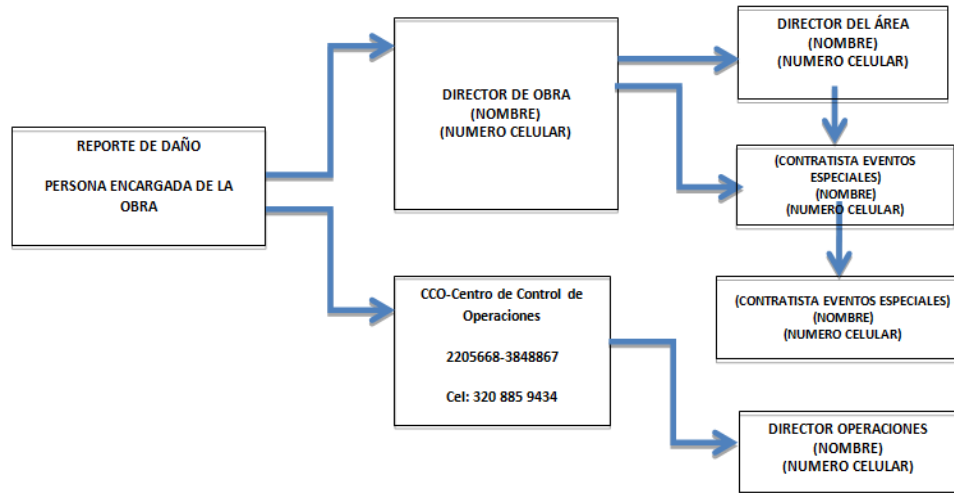 REPORTE DE DAÑO
PERSONA ENCARGADA DE LA
OBRA
DIRECTOR DE OBRA
(NOMBRE)
(NUMERO CELULAR)
CCO-Centro de Control de
Operaciones
2205668-3848867
Cel: 320 885 9434
DIRECTOR DEL ÁREA
(NOMBRE)
(NUMERO CELULAR)
(CONTRATISTA EVENTOS
ESPECIALES)
(NOMBRE)
(NUMERO CELULAR)
(CONTRATISTA EVENTOS ESPECIALES)
(NOMBRE)
(NUMERO CELULAR)
DIRECTOR OPERACIONES
(NOMBRE)
(NUMERO CELULAR)